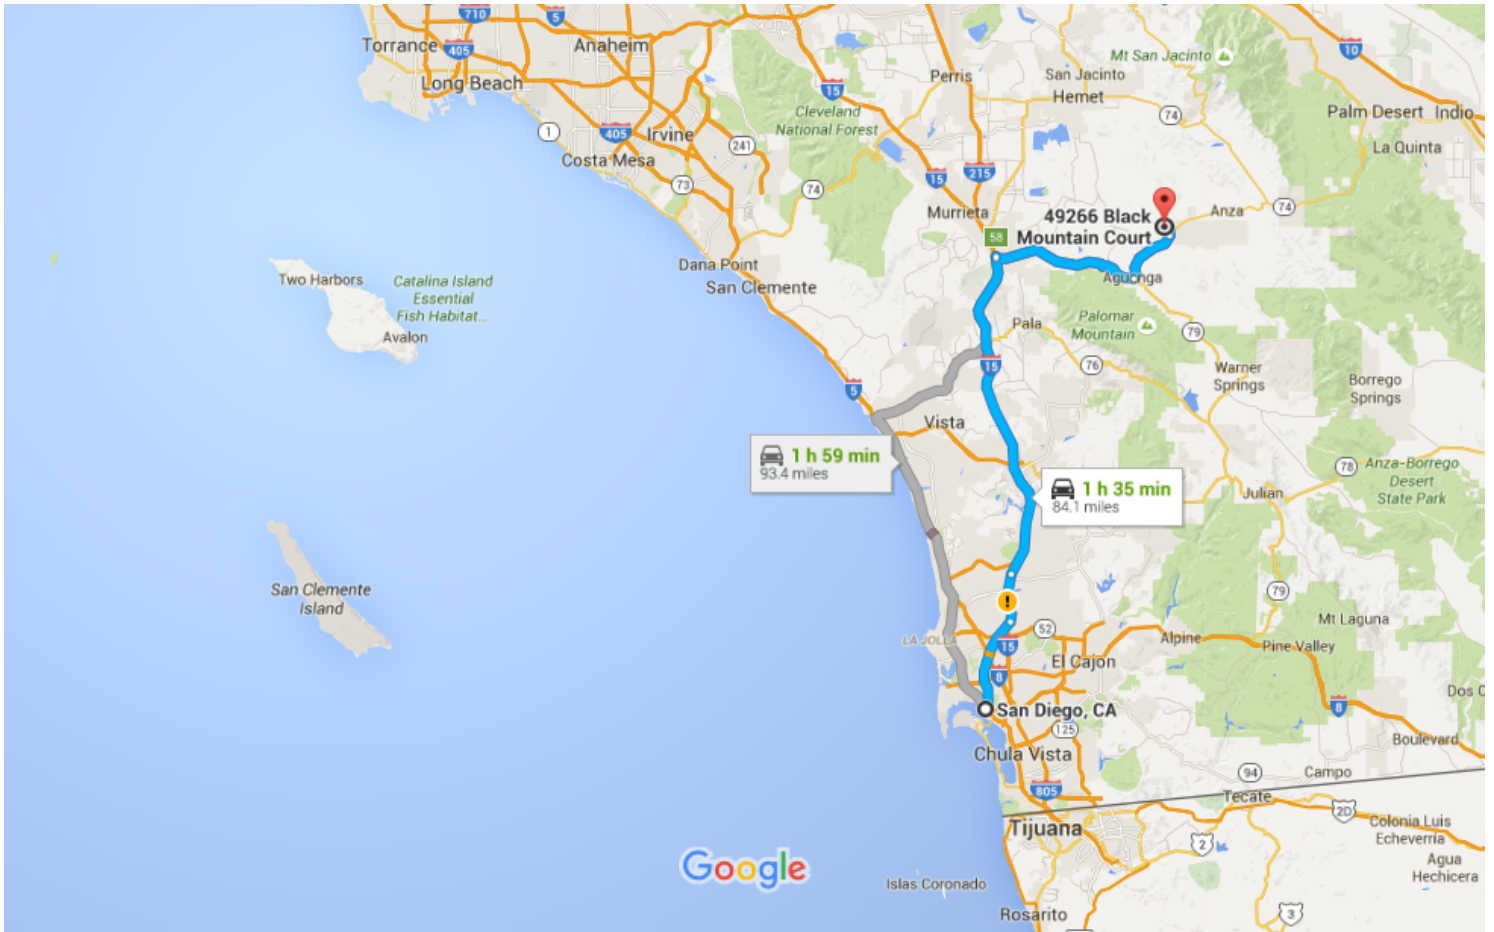 710
5
Torrance
405
Anaheim
Long Beach
1
405
Irvine
Costa Mesa
241
73
74
15
Cleveland
National Forest
Perris
Mt San Jacinto
San Jacinto
Hemet
10
74
Palm Desert
Indio
La Quinta
15
215
Murrieta
58
49266 Black
Mountain Court
Anza
74
Dana Point
San Clemente
Two Harbors
Catalina Island
Essential
Fish Habitat...
Avalon
Aguanga
Pala
Palomar
Mountain
79
5
15
76
Warner
Springs
Borrego
Springs
Vista
1 h 59 min
93.4 miles
1 h 35 min
84.1 miles
78
Anza-Borrego
Desert
State Park
Julian
San Clemente
Island
79
Mt Laguna
LA JOLLA
52
15
El Cajon
Alpine
Pine Valley
8
San Diego, CA
125
8
Dos C
Boulevard
Chula Vista
94
Campo
805
Tecate
Tijuana
2D
Colonia Luis
Echeverría
2
Agua
Hechicera
Google
Islas Coronado
Rosarito
3